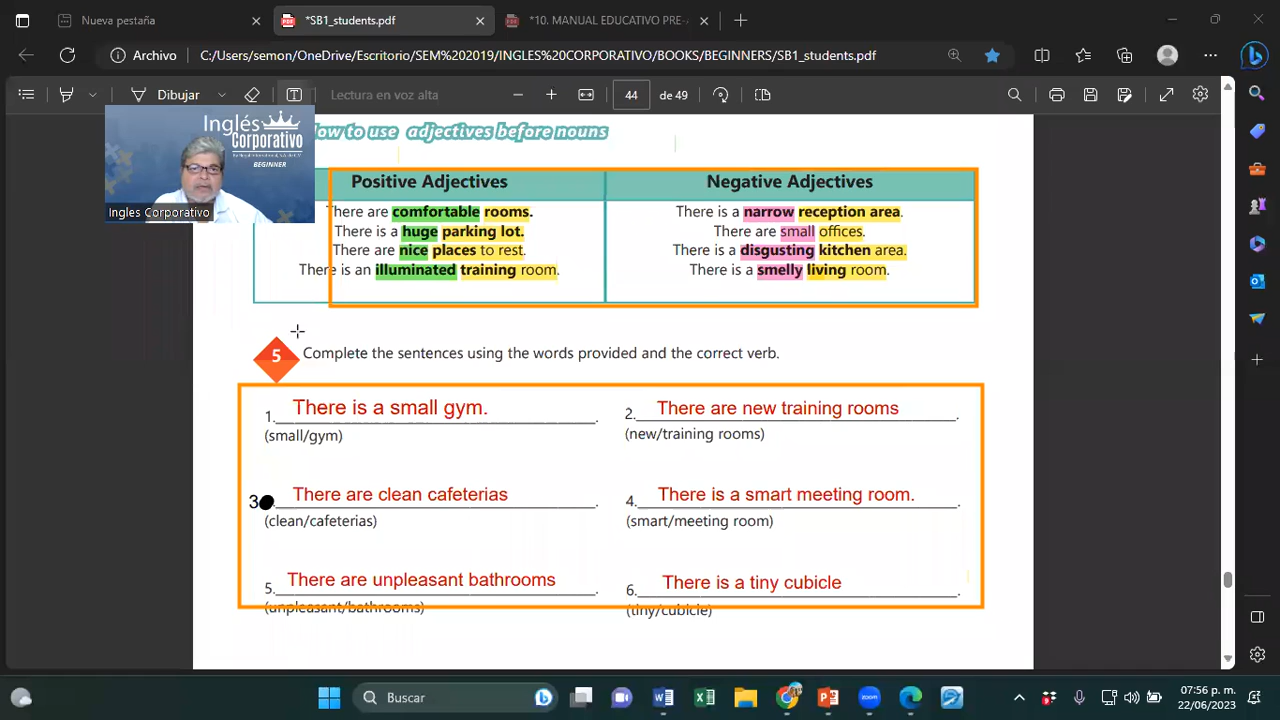 Nueva pestaña
*SB1_students.pdf
*10. MANUAL EDUCATIVO PRE-
Archivo
C:/Users/semon/OneDrive/Escritorio/SEM%202019/INGLES%20CORPORATIVO/BOOKS/BEGINNERS/SB1_students.pdf
Dibujar
Lectura en voz alta
44 de 49
Inglés
Corporativo
BEGINNER
Ingles Corporativo
How to use adjectives before nouns
Positive Adjectives
Negative Adjectives
There are comfortable rooms.
There is a narrow reception area.
There is a huge parking lot.
There are small offices.
There are nice places to rest.
There is a disgusting kitchen area.
There is an illuminated training room.
There is a smelly living room.
5
Complete the sentences using the words provided and the correct verb.
1. There is a small gym.
(small/gym)
2. There are new training rooms.
(new/training rooms)
3. There are clean cafeterias.
(clean/cafeterias)
4. There is a smart meeting room.
(smart/meeting room)
5. There are unpleasant bathrooms.
(unpleasant/bathrooms)
6. There is a tiny cubicle.
(tiny/cubicle)
Buscar
07:56 p. m.
22/06/2023